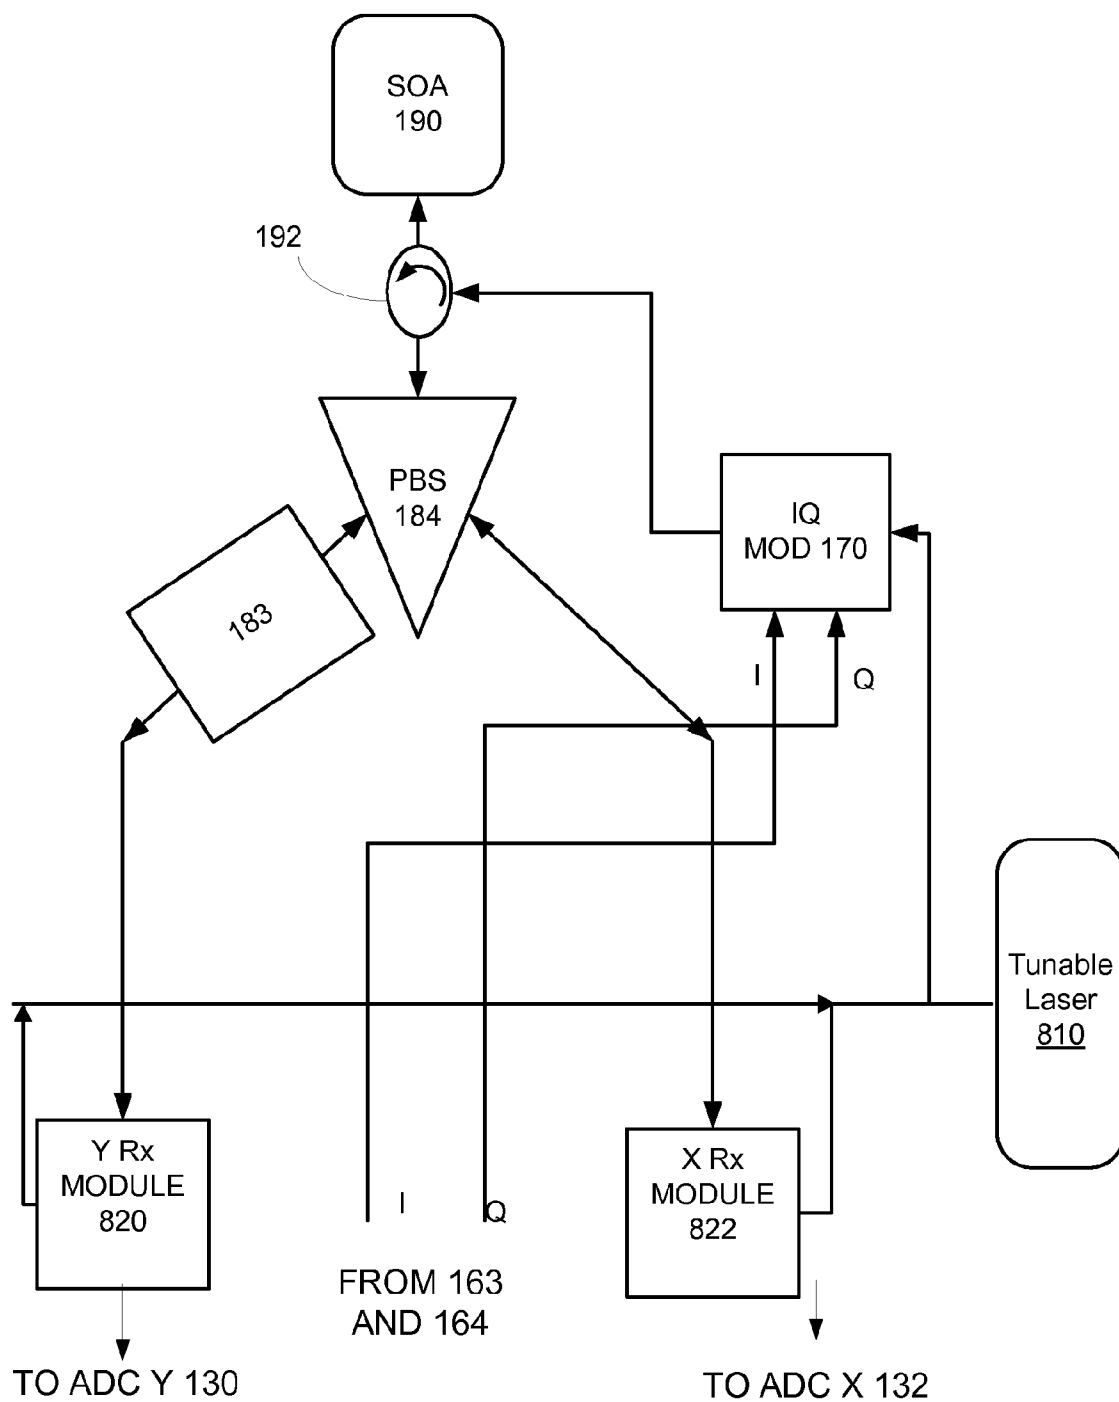 SOA
190
192
PBS
184
IQ
MOD 170
183
I
Q
Tunable
Laser
810
Y Rx
MODULE
820
X Rx
MODULE
822
I
Q
FROM 163
AND 164
TO ADC Y 130
TO ADC X 132